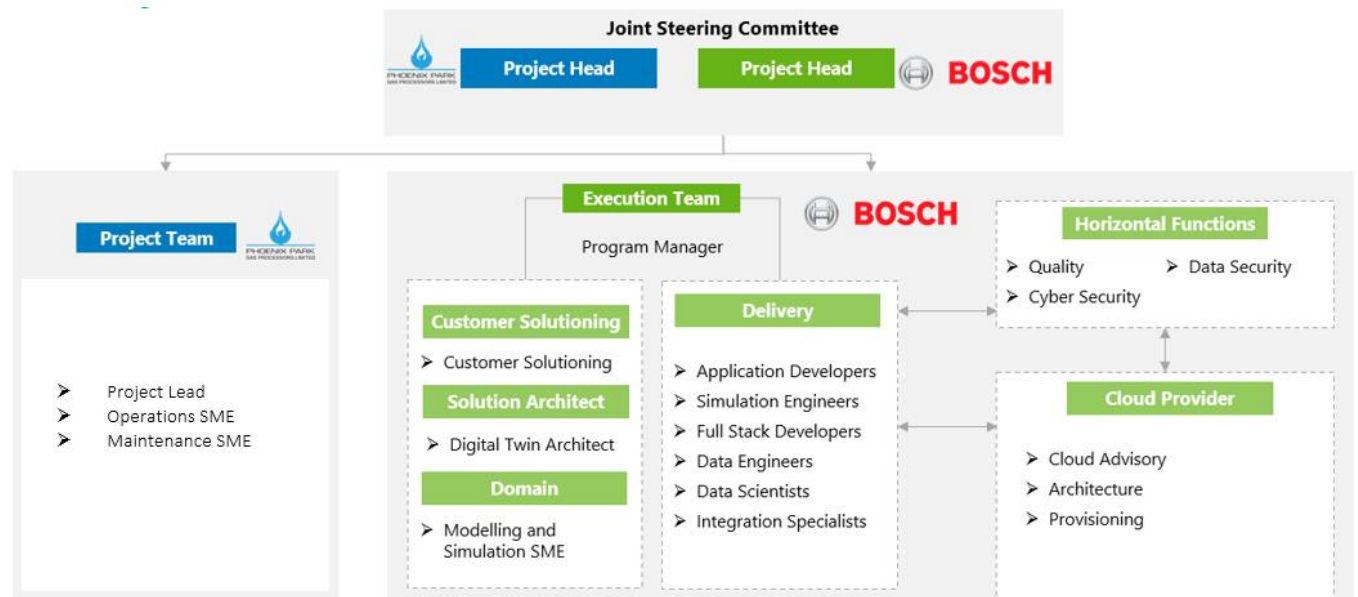 Joint Steering Committee
PHOENIX PARK
GAS PROCESSORS LIMITED
Project Head
Project Head
BOSCH
Project Team
PHOENIX PARK
GAS PROCESSORS LIMITED
➤ Project Lead
➤ Operations SME
➤ Maintenance SME
Execution Team
BOSCH
Program Manager
Customer Solutioning
➤ Customer Solutioning
Solution Architect
➤ Digital Twin Architect
Domain
➤ Modelling and
Simulation SME
Delivery
➤ Application Developers
➤ Simulation Engineers
➤ Full Stack Developers
➤ Data Engineers
➤ Data Scientists
➤ Integration Specialists
Horizontal Functions
➤ Quality ➤ Data Security
➤ Cyber Security
Cloud Provider
➤ Cloud Advisory
➤ Architecture
➤ Provisioning